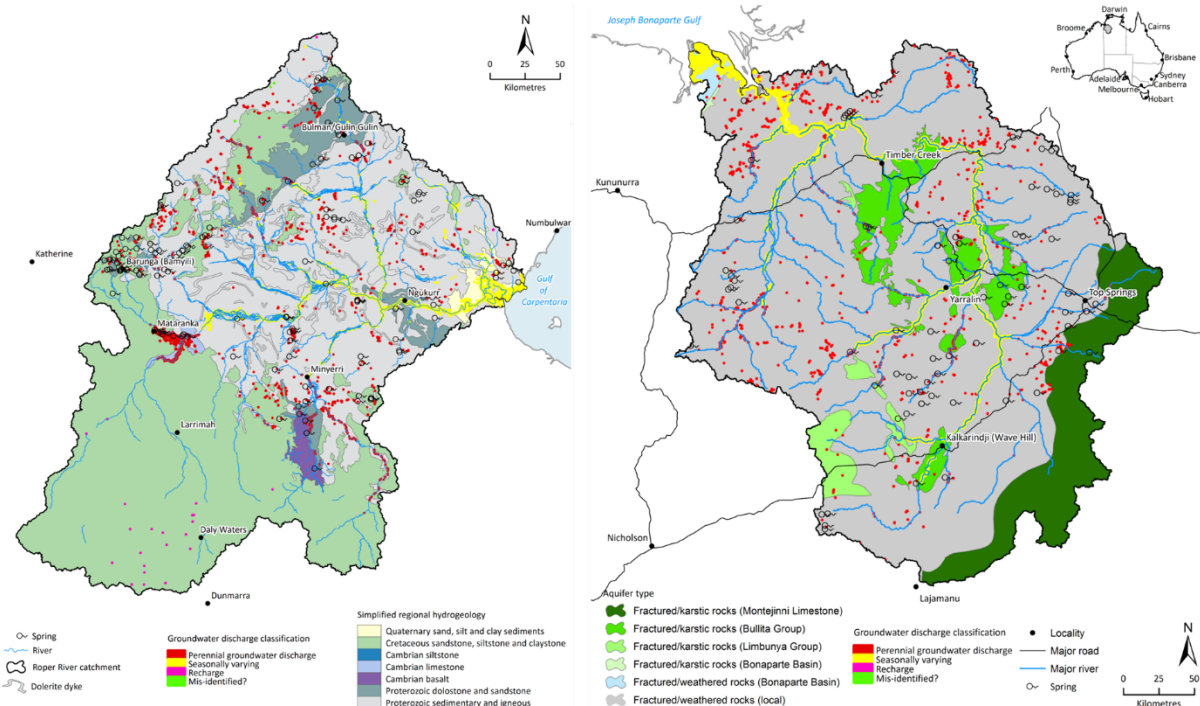 N
0 50
Kilometres
Bulman/Gulin Gulin
Numbulwar
Katherine
Barunga (Bamyili)
Gulf
of
Carpentaria
Ngukurr
Mataranka
Minyerri
Larrimah
Daly Waters
Dunmarra
Spring
River
Roper River catchment
Dolerite dyke
Groundwater discharge classification
Perennial groundwater discharge
Seasonally varying
Recharge
Mis-identified?
Simplified regional hydrogeology
Quaternary sand, silt and clay sediments
Cretaceous sandstone, siltstone and claystone
Cambrian siltstone
Cambrian limestone
Cambrian basalt
Proterozoic dolostone and sandstone
Proterozoic sedimentary and igneous
Joseph Bonaparte Gulf
Darwin
Broome
Cairns
Brisbane
Perth
Adelaide
Sydney
Canberra
Melbourne
Hobart
Timber Creek
Kununurra
Yarralin
Top Springs
Kalkarindji (Wave Hill)
Nicholson
Lajamanu
Aquifer type
Fractured/karstic rocks (Montejinni Limestone)
Fractured/karstic rocks (Bullita Group)
Fractured/karstic rocks (Limbunya Group)
Fractured/karstic rocks (Bonaparte Basin)
Fractured/weathered rocks (Bonaparte Basin)
Fractured/weathered rocks (local)
Groundwater discharge classification
Perennial groundwater discharge
Seasonally varying
Recharge
Mis-identified?
Locality
Major road
Major river
Spring
N
0 25 50
Kilometres